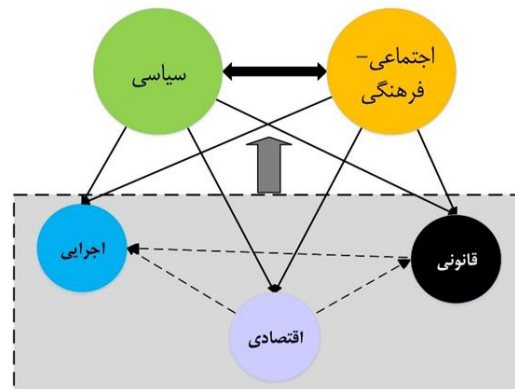 اجتماعی-
فرهنگی
سیاسی
قانونی
اجرایی
اقتصادی